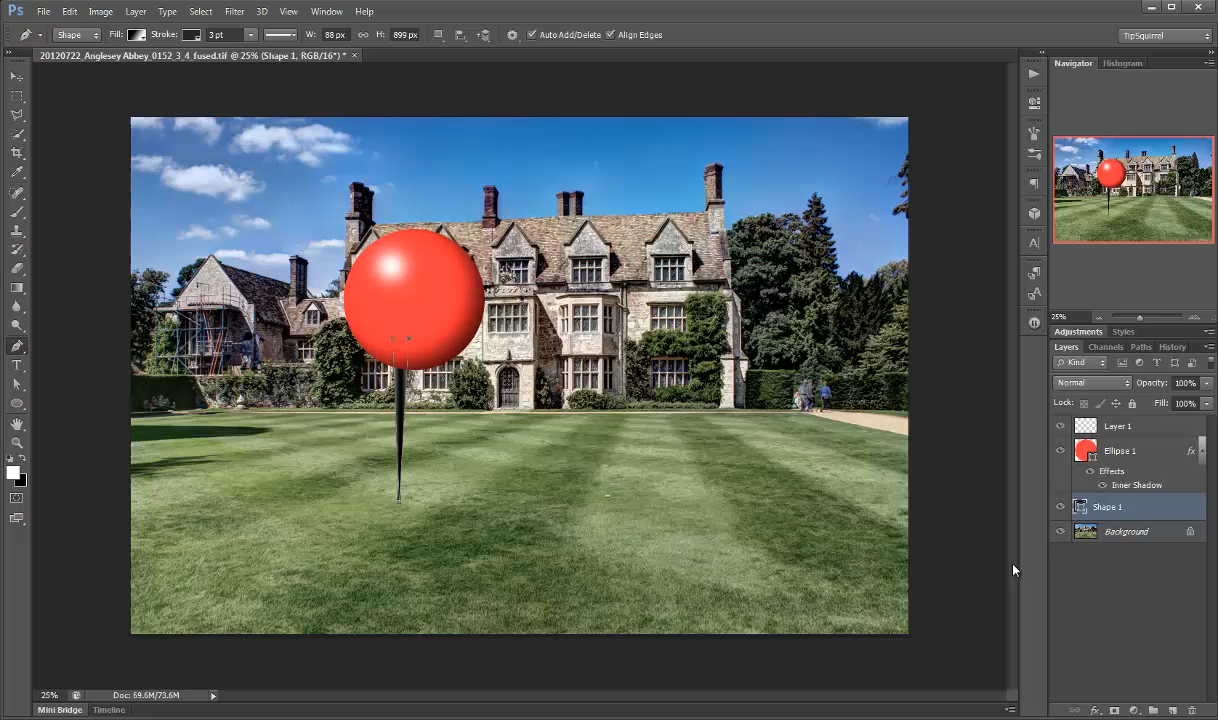 Ps File Edit Image Layer Type Select Filter 3D View Window Help
Shape Fill: Stroke: 3 pt W: 88 px H: 899 px Auto Add/Delete Align Edges TipSquirrel
20120722_Anglesey Abbey_0152_3_4_fused.tif @ 25% (Shape 1, RGB/16*) * ×
Navigator Histogram
25%
Adjustments Styles
Layers Channels Paths History
Kind
Normal Opacity: 100%
Lock: Fill: 100%
Layer 1
Ellipse 1 fx
Effects
Inner Shadow
Shape 1
Background
25% Doc: 69.6M/73.6M
Mini Bridge Timeline